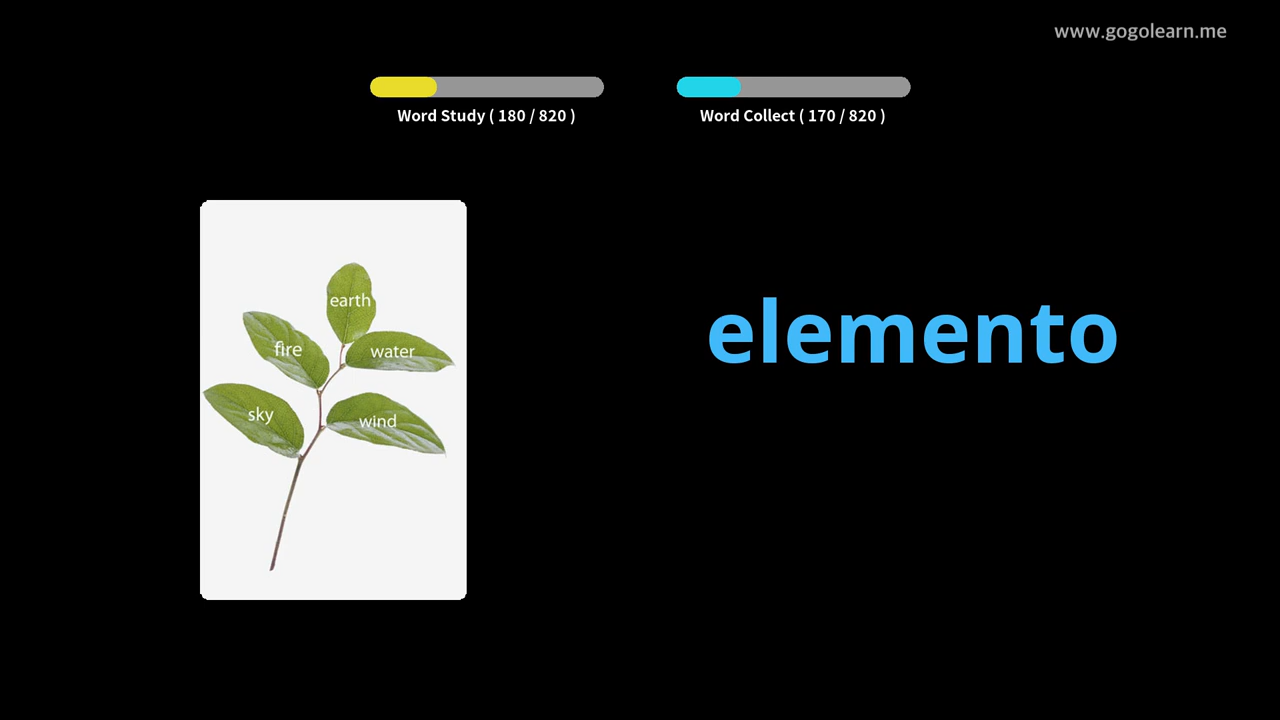 www.gogolearn.me
Word Study ( 180 / 820 )
Word Collect ( 170 / 820 )
earth
fire
water
sky
wind
elemento